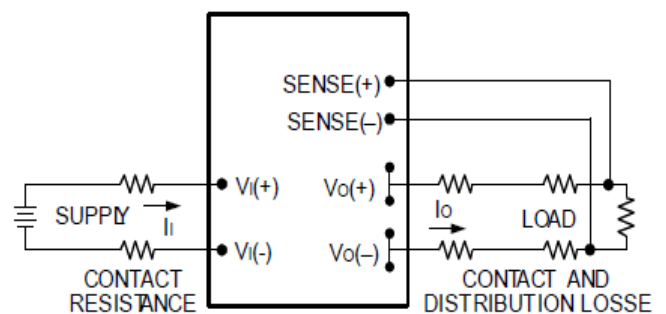 SENSE(+)
SENSE(–)
VI(+)
VO(+)
SUPPLY
II
IO
LOAD
VI(-)
VO(–)
CONTACT
RESISTANCE
CONTACT AND
DISTRIBUTION LOSSE